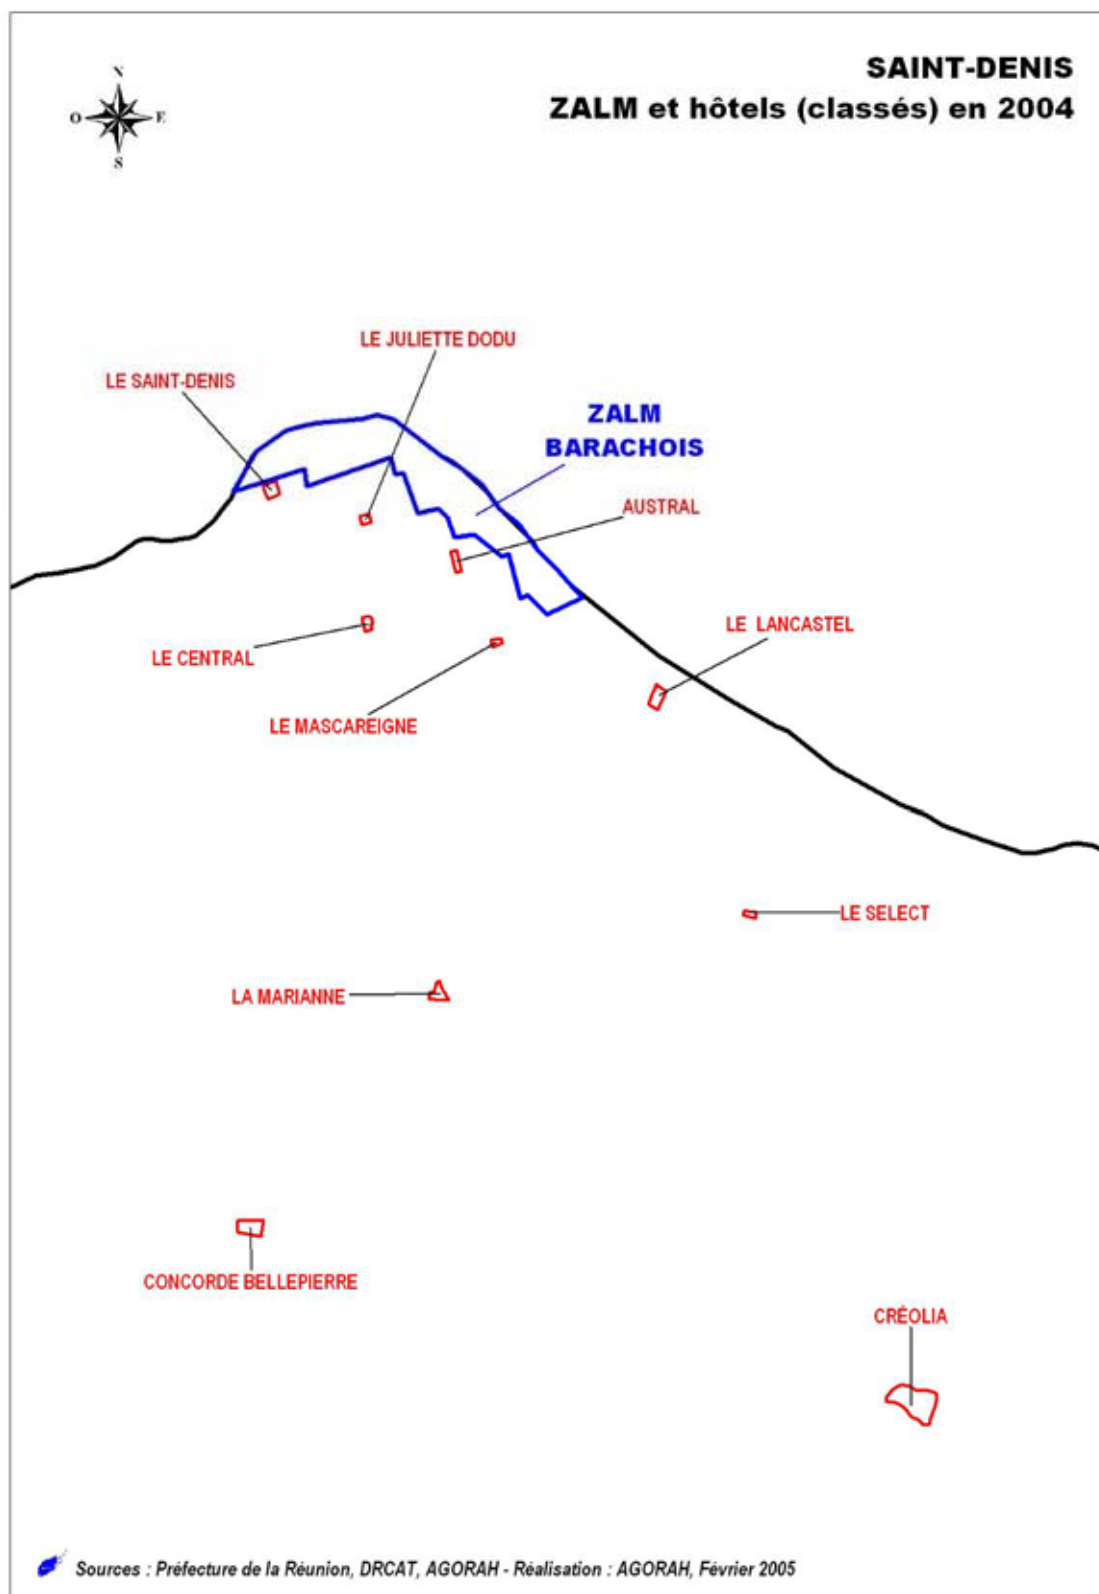 SAINT-DENIS
ZALM et hôtels (classés) en 2004
N
O
E
S
LE JULIETTE DODU
LE SAINT-DENIS
ZALM
BARACHOIS
AUSTRAL
LE LANCASTEL
LE CENTRAL
LE MASCAREIGNE
LE SELECT
LA MARIANNE
CONCORDE BELLEPIERRE
CRÉOLIA
Sources : Préfecture de la Réunion, DRCAT, AGORAH - Réalisation : AGORAH, Février 2005